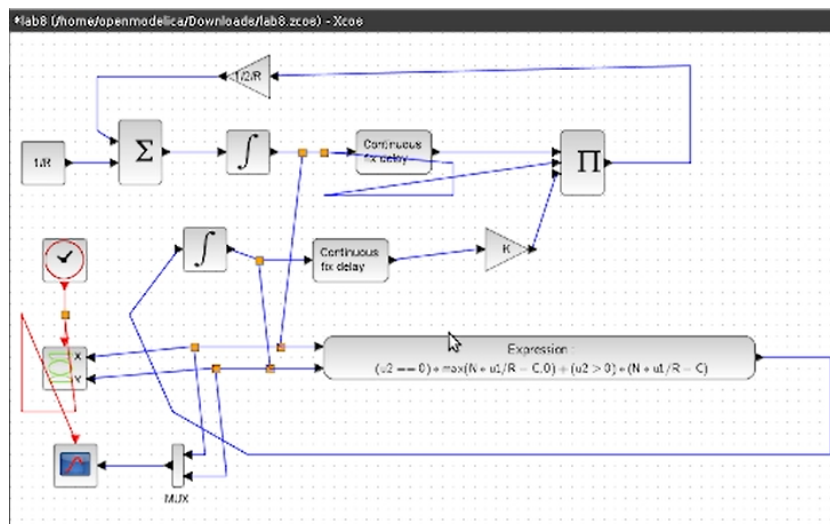 *lab8 (/home/openmodelica/Downloads/lab8.zcos) - Xcos
1/2/R
1/R
Σ
∫
Continuous
fix delay
Π
∫
Continuous
fix delay
K
X
Y
Expression :
(u2 == 0)*max(N*u1/R − C,0)+(u2 > 0)*(N*u1/R − C)
MUX